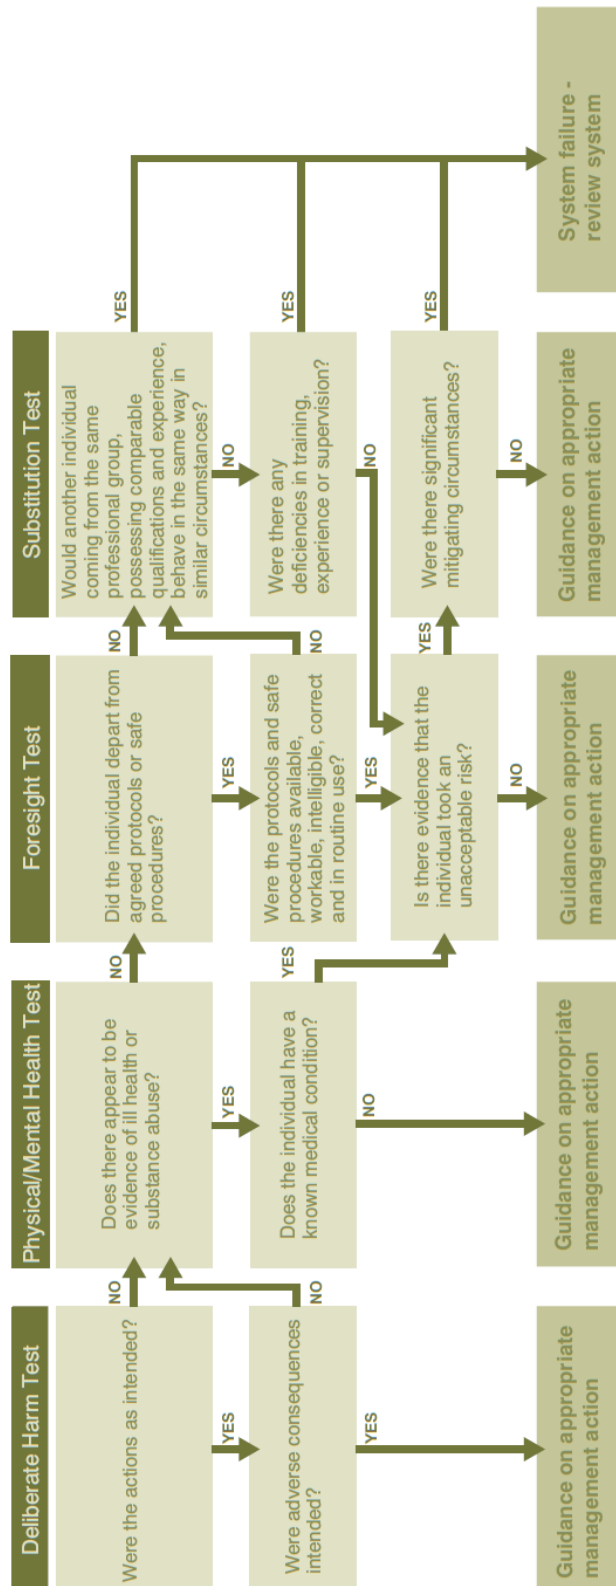 Deliberate Harm Test
Were the actions as intended?
NO
YES
Were adverse consequences
intended?
NO
YES
Guidance on appropriate
management action
Physical/Mental Health Test
Does there appear to be
evidence of ill health or
substance abuse?
NO
YES
Does the individual have a
known medical condition?
YES
NO
Guidance on appropriate
management action
Foresight Test
Did the individual depart from
agreed protocols or safe
procedures?
NO
YES
Were the protocols and safe
procedures available,
workable, intelligible, correct
and in routine use?
NO
YES
Is there evidence that the
individual took an
unacceptable risk?
YES
NO
Guidance on appropriate
management action
Substitution Test
Would another individual
coming from the same
professional group,
possessing comparable
qualifications and experience,
behave in the same way in
similar circumstances?
YES
NO
Were there any
deficiencies in training,
experience or supervision?
YES
NO
Were there significant
mitigating circumstances?
YES
NO
Guidance on appropriate
management action
System failure -
review system